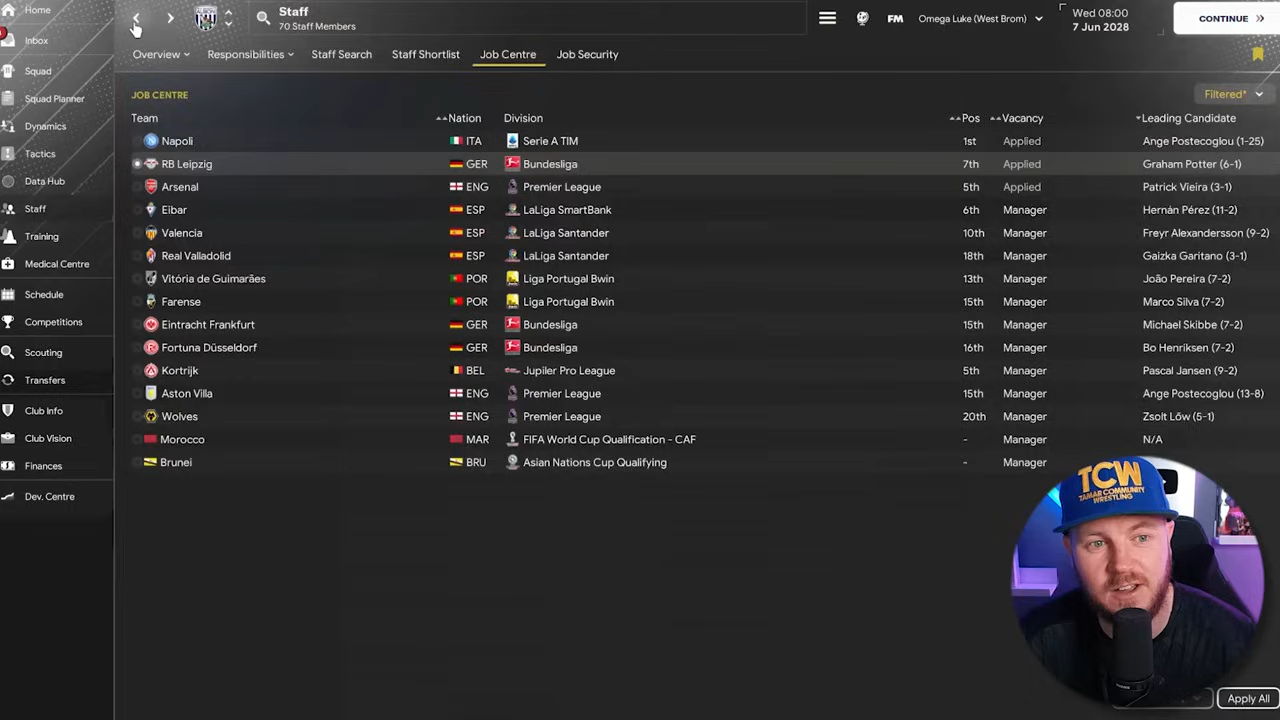 Home
Inbox
Squad
Squad Planner
Dynamics
Tactics
Data Hub
Staff
Training
Medical Centre
Schedule
Competitions
Scouting
Transfers
Club Info
Club Vision
Finances
Dev. Centre
Staff
70 Staff Members
FM
Omega Luke (West Brom)
Wed 08:00
7 Jun 2028
CONTINUE
Overview Responsibilities Staff Search Staff Shortlist Job Centre Job Security
JOB CENTRE
Filtered*
Team Nation Division Pos Vacancy Leading Candidate
Napoli ITA Serie A TIM 1st Applied Ange Postecoglou (1-25)
RB Leipzig GER Bundesliga 7th Applied Graham Potter (6-1)
Arsenal ENG Premier League 5th Applied Patrick Vieira (3-1)
Eibar ESP LaLiga SmartBank 6th Manager Hernán Pérez (11-2)
Valencia ESP LaLiga Santander 10th Manager Freyr Alexandersson (9-2)
Real Valladolid ESP LaLiga Santander 18th Manager Gaizka Garitano (3-1)
Vitória de Guimarães POR Liga Portugal Bwin 13th Manager João Pereira (7-2)
Farense POR Liga Portugal Bwin 15th Manager Marco Silva (7-2)
Eintracht Frankfurt GER Bundesliga 15th Manager Michael Skibbe (7-2)
Fortuna Düsseldorf GER Bundesliga 16th Manager Bo Henriksen (7-2)
Kortrijk BEL Jupiler Pro League 5th Manager Pascal Jansen (9-2)
Aston Villa ENG Premier League 15th Manager Ange Postecoglou (13-8)
Wolves ENG Premier League 20th Manager Zsolt Lőw (5-1)
Morocco MAR FIFA World Cup Qualification - CAF - Manager N/A
Brunei BRU Asian Nations Cup Qualifying - Manager
TCW
TAMAR COMMUNITY
WRESTLING
Apply All